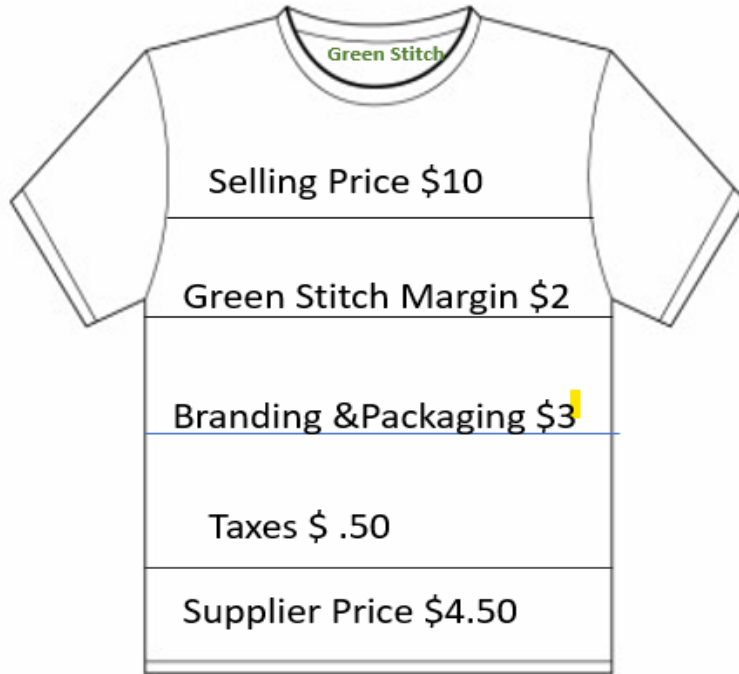 Green Stitch
Selling Price $10
Green Stitch Margin $2
Branding &Packaging $3
Taxes $ .50
Supplier Price $4.50